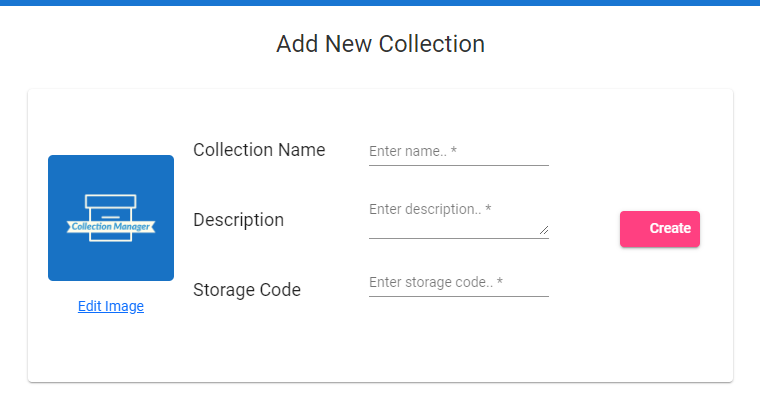 Add New Collection
Collection Name
Enter name.. *
Collection Manager
Description
Enter description.. *
Create
Storage Code
Enter storage code.. *
Edit Image